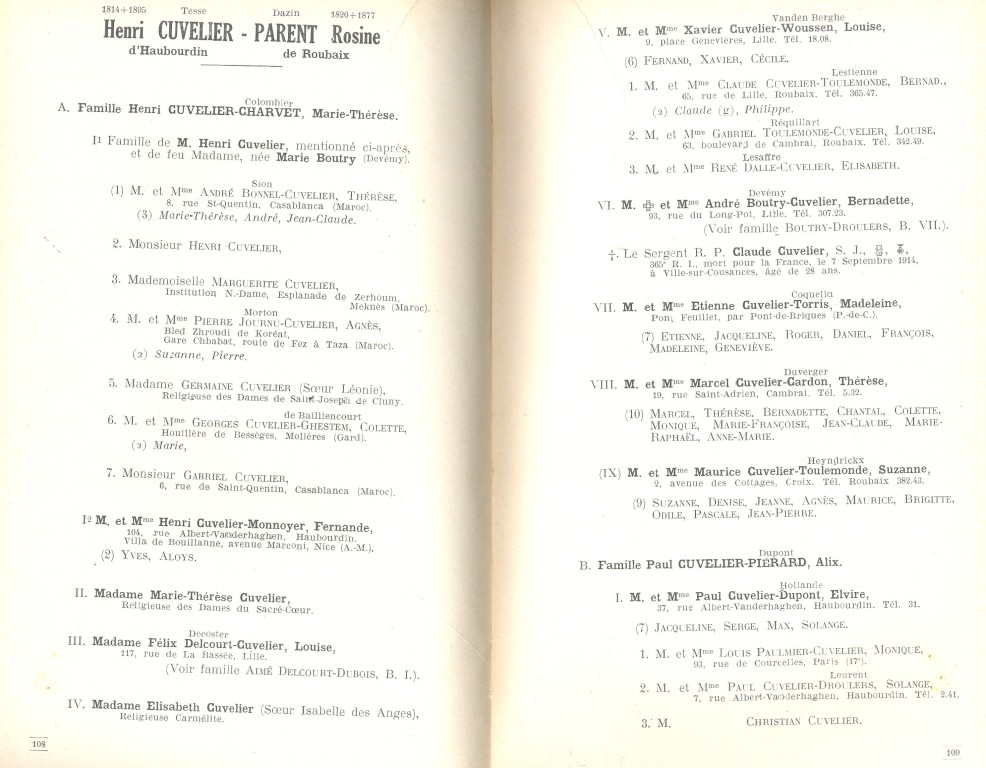 1814+1895 Tesse Dazin 1820+1877
Henri CUVELIER - PARENT Rosine
d'Haubourdin de Roubaix
Colombier
A. Famille Henri CUVELIER-CHARVET, Marie-Thérèse.
I¹ Famille de M. Henri Cuvelier, mentionné ci-après,
et de feu Madame, née Marie Boutry (Devémy).
Sion
(1) M. et Mme ANDRÉ BONNEL-CUVELIER, THÉRÈSE,
8, rue St-Quentin, Casablanca (Maroc).
(3) Marie-Thérèse, André, Jean-Claude.
2. Monsieur HENRI CUVELIER,
3. Mademoiselle MARGUERITE CUVELIER,
Institution N.-Dame, Esplanade de Zerhoum,
Meknès (Maroc).
Morton
4. M. et Mme PIERRE JOURNU-CUVELIER, AGNÈS,
Bled Zhroudi de Koréat,
Gare Chbabat, route de Fez à Taza (Maroc).
(2) Suzanne, Pierre.
5. Madame GERMAINE CUVELIER (Sœur Léonie),
Religieuse des Dames de Saint-Joseph de Cluny.
de Bailliencourt
6. M. et Mme GEORGES CUVELIER-GHESTEM, COLETTE,
Houillère de Bessèges, Molières (Gard).
(2) Marie,
7. Monsieur GABRIEL CUVELIER,
6, rue de Saint-Quentin, Casablanca (Maroc).
I² M. et Mme Henri Cuvelier-Monnoyer, Fernande,
104, rue Albert-Vanderhaghen, Haubourdin.
Villa de Bouillanne, avenue Marconi, Nice (A.-M.),
(2) YVES, ALOYS.
II. Madame Marie-Thérèse Cuvelier,
Religieuse des Dames du Sacré-Cœur.
Decoster
III. Madame Félix Delcourt-Cuvelier, Louise,
117, rue de La Bassée, Lille.
(Voir famille AIMÉ DELCOURT-DUBOIS, B. I.).
IV. Madame Elisabeth Cuvelier (Sœur Isabelle des Anges),
Religieuse Carmélite.
108
Vanden Berghe
V. M. et Mme Xavier Cuvelier-Woussen, Louise,
9, place Genevières, Lille. Tél. 18.08.
(6) FERNAND, XAVIER, CÉCILE.
Lestienne
1. M. et Mme CLAUDE CUVELIER-TOULEMONDE, BERNAD.,
65, rue de Lille, Roubaix. Tél. 365.47.
(2) Claude (g), Philippe.
Réquillart
2. M. et Mme GABRIEL TOULEMONDE-CUVELIER, LOUISE,
63, boulevard de Cambrai, Roubaix. Tél. 342.49.
Lesaffre
3. M. et Mme RENÉ DALLE-CUVELIER, ELISABETH.
Devémy
VI. M. et Mme André Boutry-Cuvelier, Bernadette,
93, rue du Long-Pot, Lille. Tél. 307.23.
(Voir famille BOUTRY-DROULERS, B. VII.).
†. Le Sergent R. P. Claude Cuvelier, S. J.,
365e R. I., mort pour la France, le 7 Septembre 1914,
à Ville-sur-Cousances, âgé de 28 ans.
Coquelin
VII. M. et Mme Etienne Cuvelier-Torris, Madeleine,
Pont Feuillet, par Pont-de-Briques (P.-de-C.).
(7) ETIENNE, JACQUELINE, ROGER, DANIEL, FRANÇOIS,
MADELEINE, GENEVIÈVE.
Duverger
VIII. M. et Mme Marcel Cuvelier-Cardon, Thérèse,
19, rue Saint-Adrien, Cambrai. Tél. 5.32.
(10) MARCEL, THÉRÈSE, BERNADETTE, CHANTAL, COLETTE,
MONIQUE, MARIE-FRANÇOISE, JEAN-CLAUDE, MARIE-
RAPHAËL, ANNE-MARIE.
Heyndrickx
(IX) M. et Mme Maurice Cuvelier-Toulemonde, Suzanne,
2, avenue des Cottages, Croix. Tél. Roubaix 382.43.
(9) SUZANNE, DENISE, JEANNE, AGNÈS, MAURICE, BRIGITTE,
ODILE, PASCALE, JEAN-PIERRE.
Dupont
B. Famille Paul CUVELIER-PIÉRARD, Alix.
Hollande
I. M. et Mme Paul Cuvelier-Dupont, Elvire,
37, rue Albert-Vanderhaghen, Haubourdin. Tél. 31.
(7) JACQUELINE, SERGE, MAX, SOLANGE.
1. M. et Mme LOUIS PAULMIER-CUVELIER, MONIQUE,
93, rue de Courcelles, Paris (17e).
Leurent
2. M. et Mme PAUL CUVELIER-DROULERS, SOLANGE,
7, rue Albert-Vanderhaghen, Haubourdin. Tél. 2.41.
3. M. CHRISTIAN CUVELIER.
109